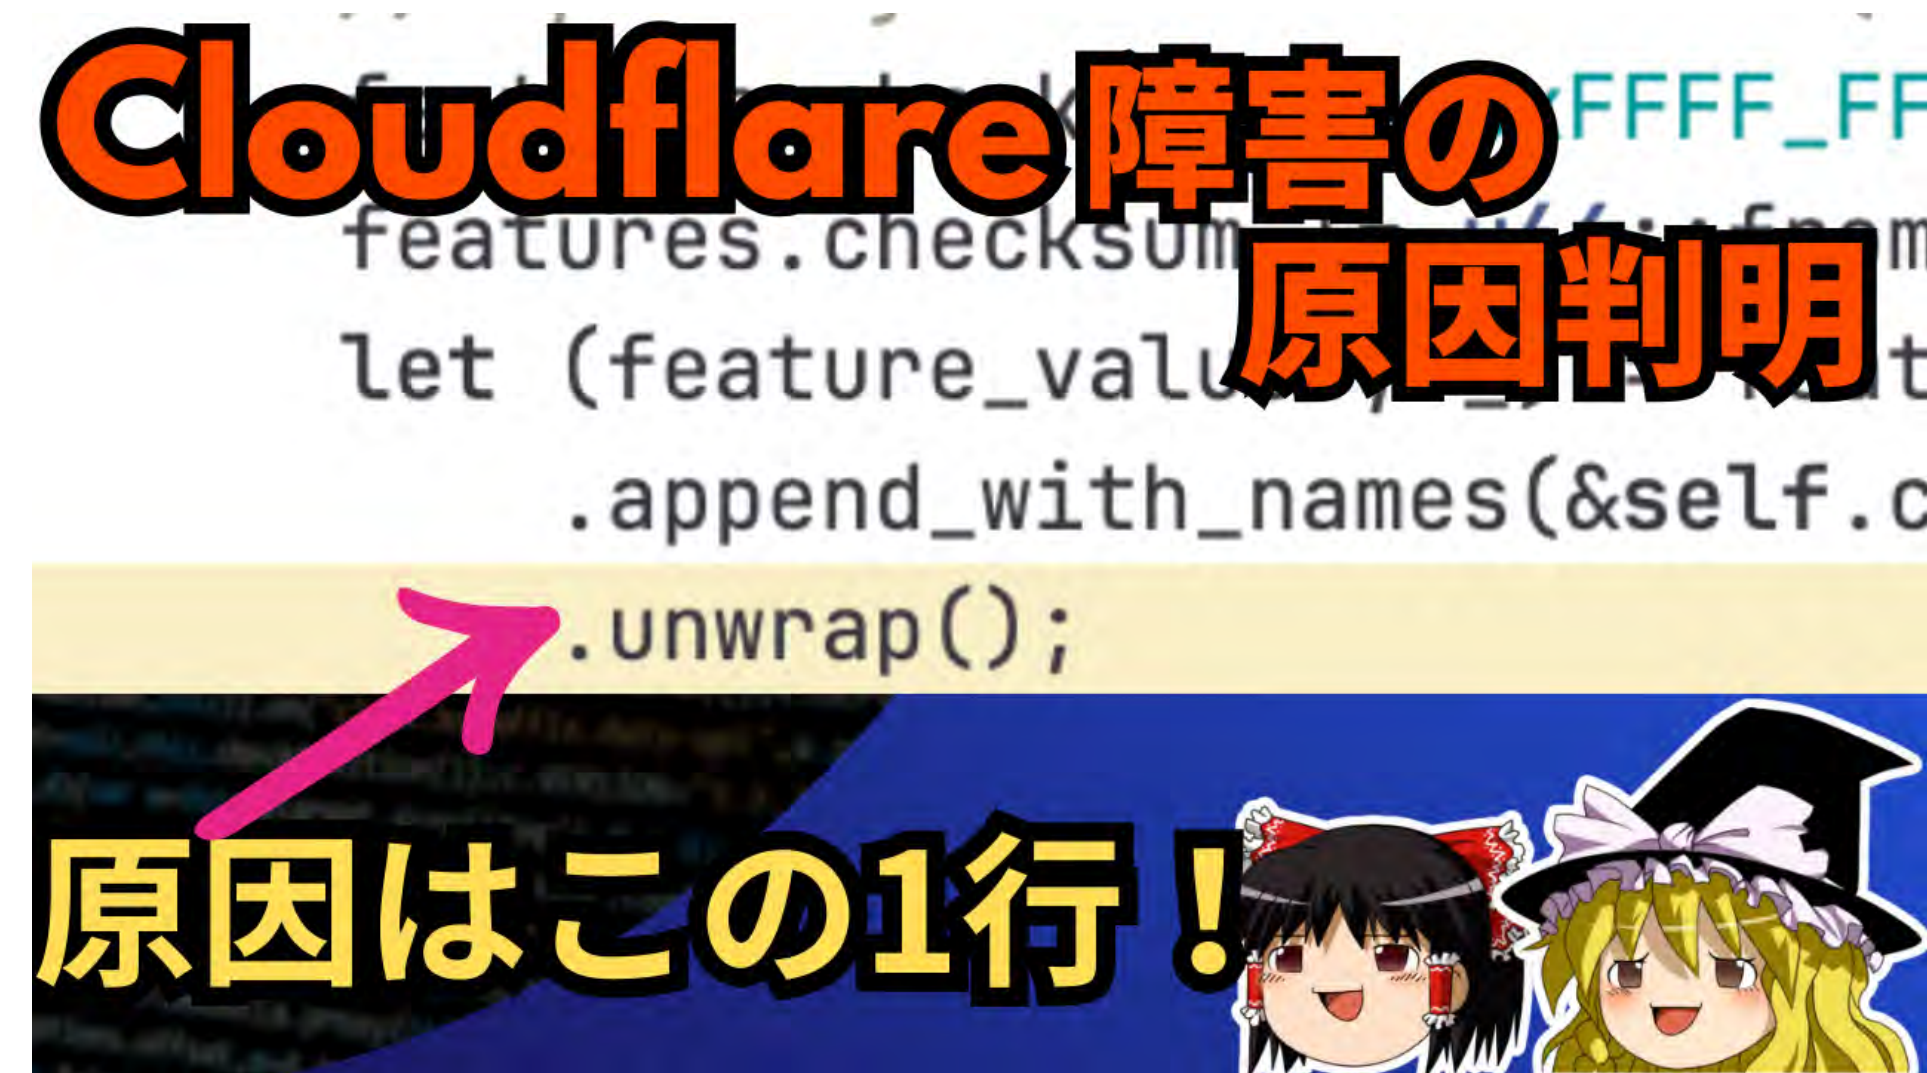 Cloudflare障害の
原因判明
FFFF_FF
features.checksum
let (feature_valu
.append_with_names(&self.c
.unwrap();
原因はこの1行！